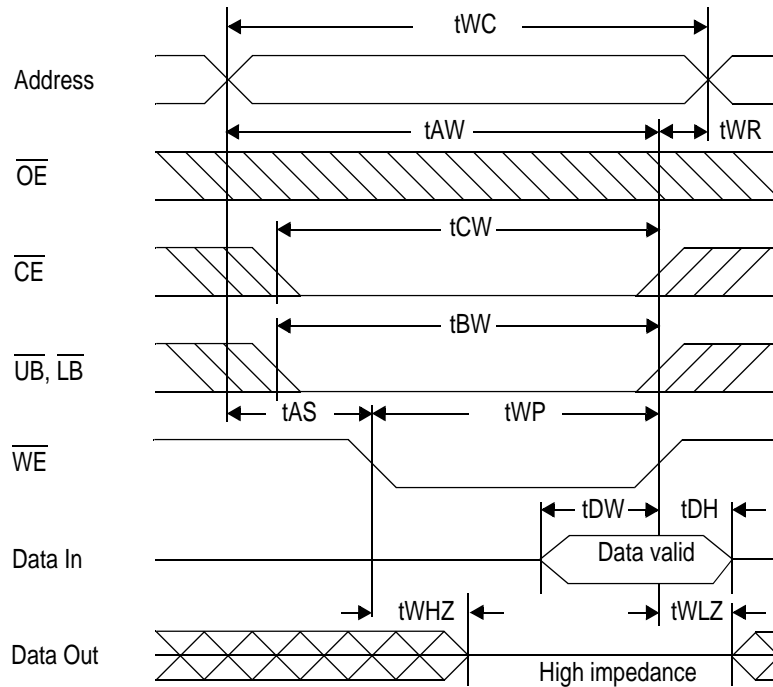 tWC
Address
tAW
tWR
OE
tCW
CE
tBW
UB, LB
tAS
tWP
WE
tDW
tDH
Data In
Data valid
tWHZ
tWLZ
Data Out
High impedance